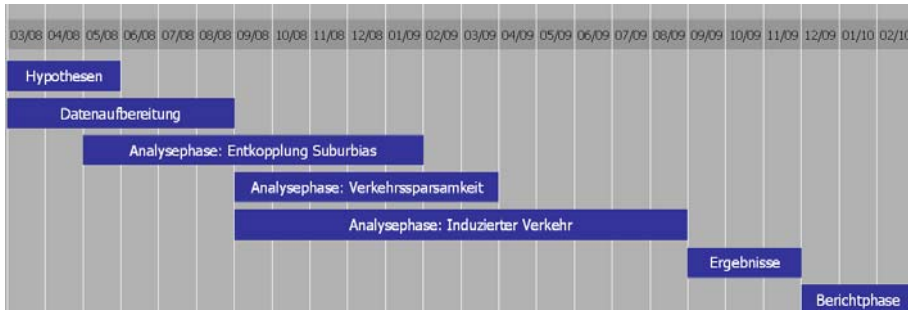 03/08 04/08 05/08 06/08 07/08 08/08 09/08 10/08 11/08 12/08 01/09 02/09 03/09 04/09 05/09 06/09 07/09 08/09 09/09 10/09 11/09 12/09 01/10 02/10
Hypothesen
Datenaufbereitung
Analysephase: Entkopplung Suburbias
Analysephase: Verkehrssparsamkeit
Analysephase: Induzierter Verkehr
Ergebnisse
Berichtphase